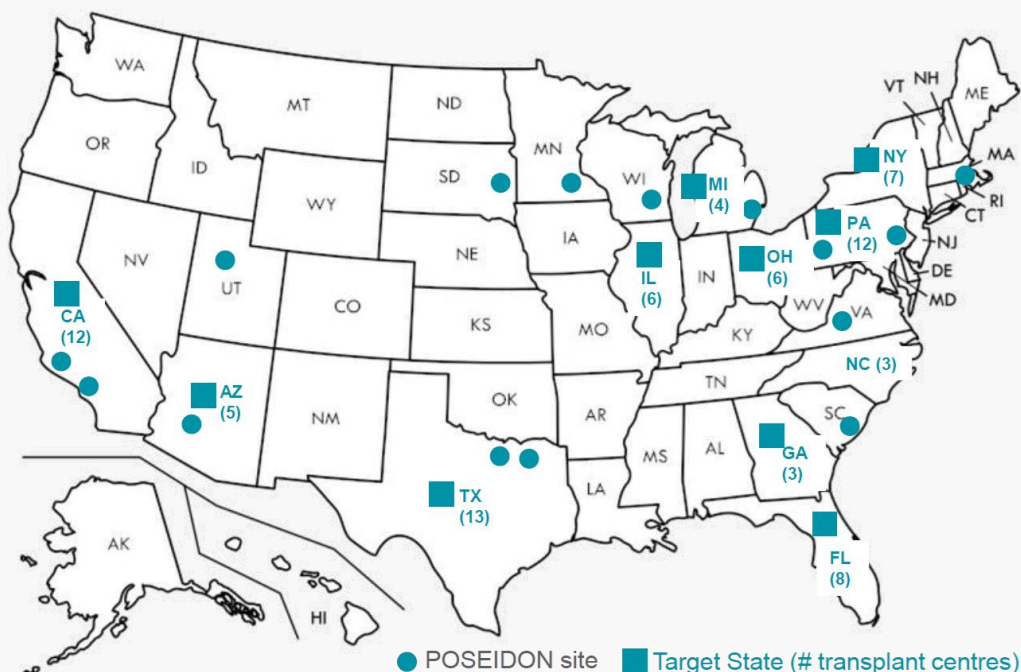 WA
MT
ND
MN
VT
NH
ME
OR
ID
SD
WI
MI
(4)
NY
(7)
MA
RI
CT
WY
IA
NE
PA
(12)
NJ
NV
UT
IL
(6)
IN
OH
(6)
DE
MD
CA
(12)
CO
KS
MO
WV
VA
KY
NC (3)
AZ
(5)
NM
OK
AR
TN
SC
TX
(13)
LA
MS
AL
GA
(3)
FL
(8)
AK
HI
POSEIDON site
Target State (# transplant centres)